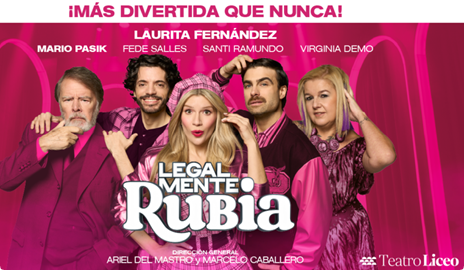 ¡MÁS DIVERTIDA QUE NUNCA!
LAURITA FERNÁNDEZ
MARIO PASIK FEDE SALLES SANTI RAMUNDO VIRGINIA DEMO
LEGAL
MENTE
RUBIA
DIRECCIÓN GENERAL
ARIEL DEL MASTRO y MARCELO CABALLERO
Teatro Liceo